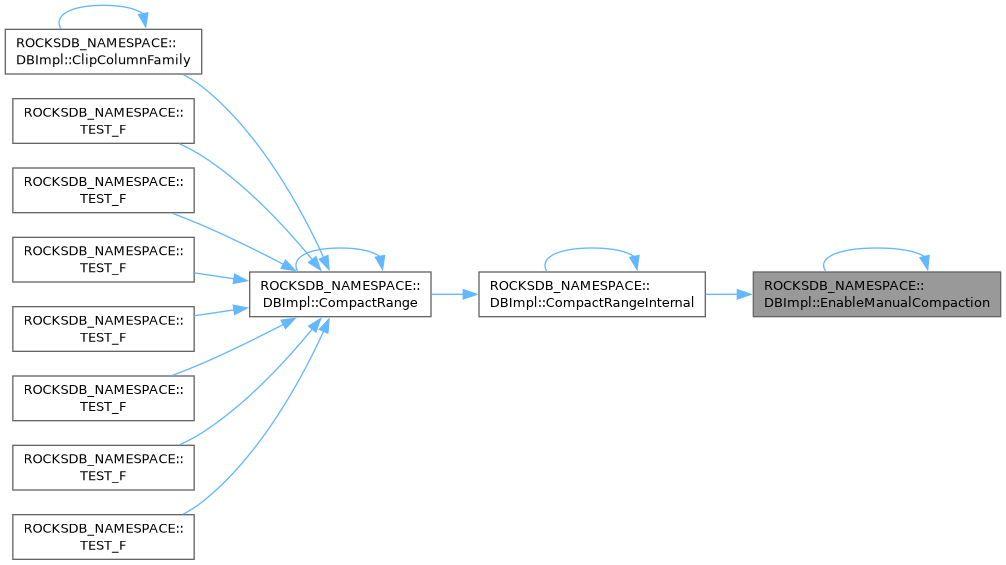 ROCKSDB_NAMESPACE::
DBImpl::ClipColumnFamily
ROCKSDB_NAMESPACE::
TEST_F
ROCKSDB_NAMESPACE::
TEST_F
ROCKSDB_NAMESPACE::
TEST_F
ROCKSDB_NAMESPACE::
TEST_F
ROCKSDB_NAMESPACE::
TEST_F
ROCKSDB_NAMESPACE::
TEST_F
ROCKSDB_NAMESPACE::
TEST_F
ROCKSDB_NAMESPACE::
DBImpl::CompactRange
ROCKSDB_NAMESPACE::
DBImpl::CompactRangeInternal
ROCKSDB_NAMESPACE::
DBImpl::EnableManualCompaction